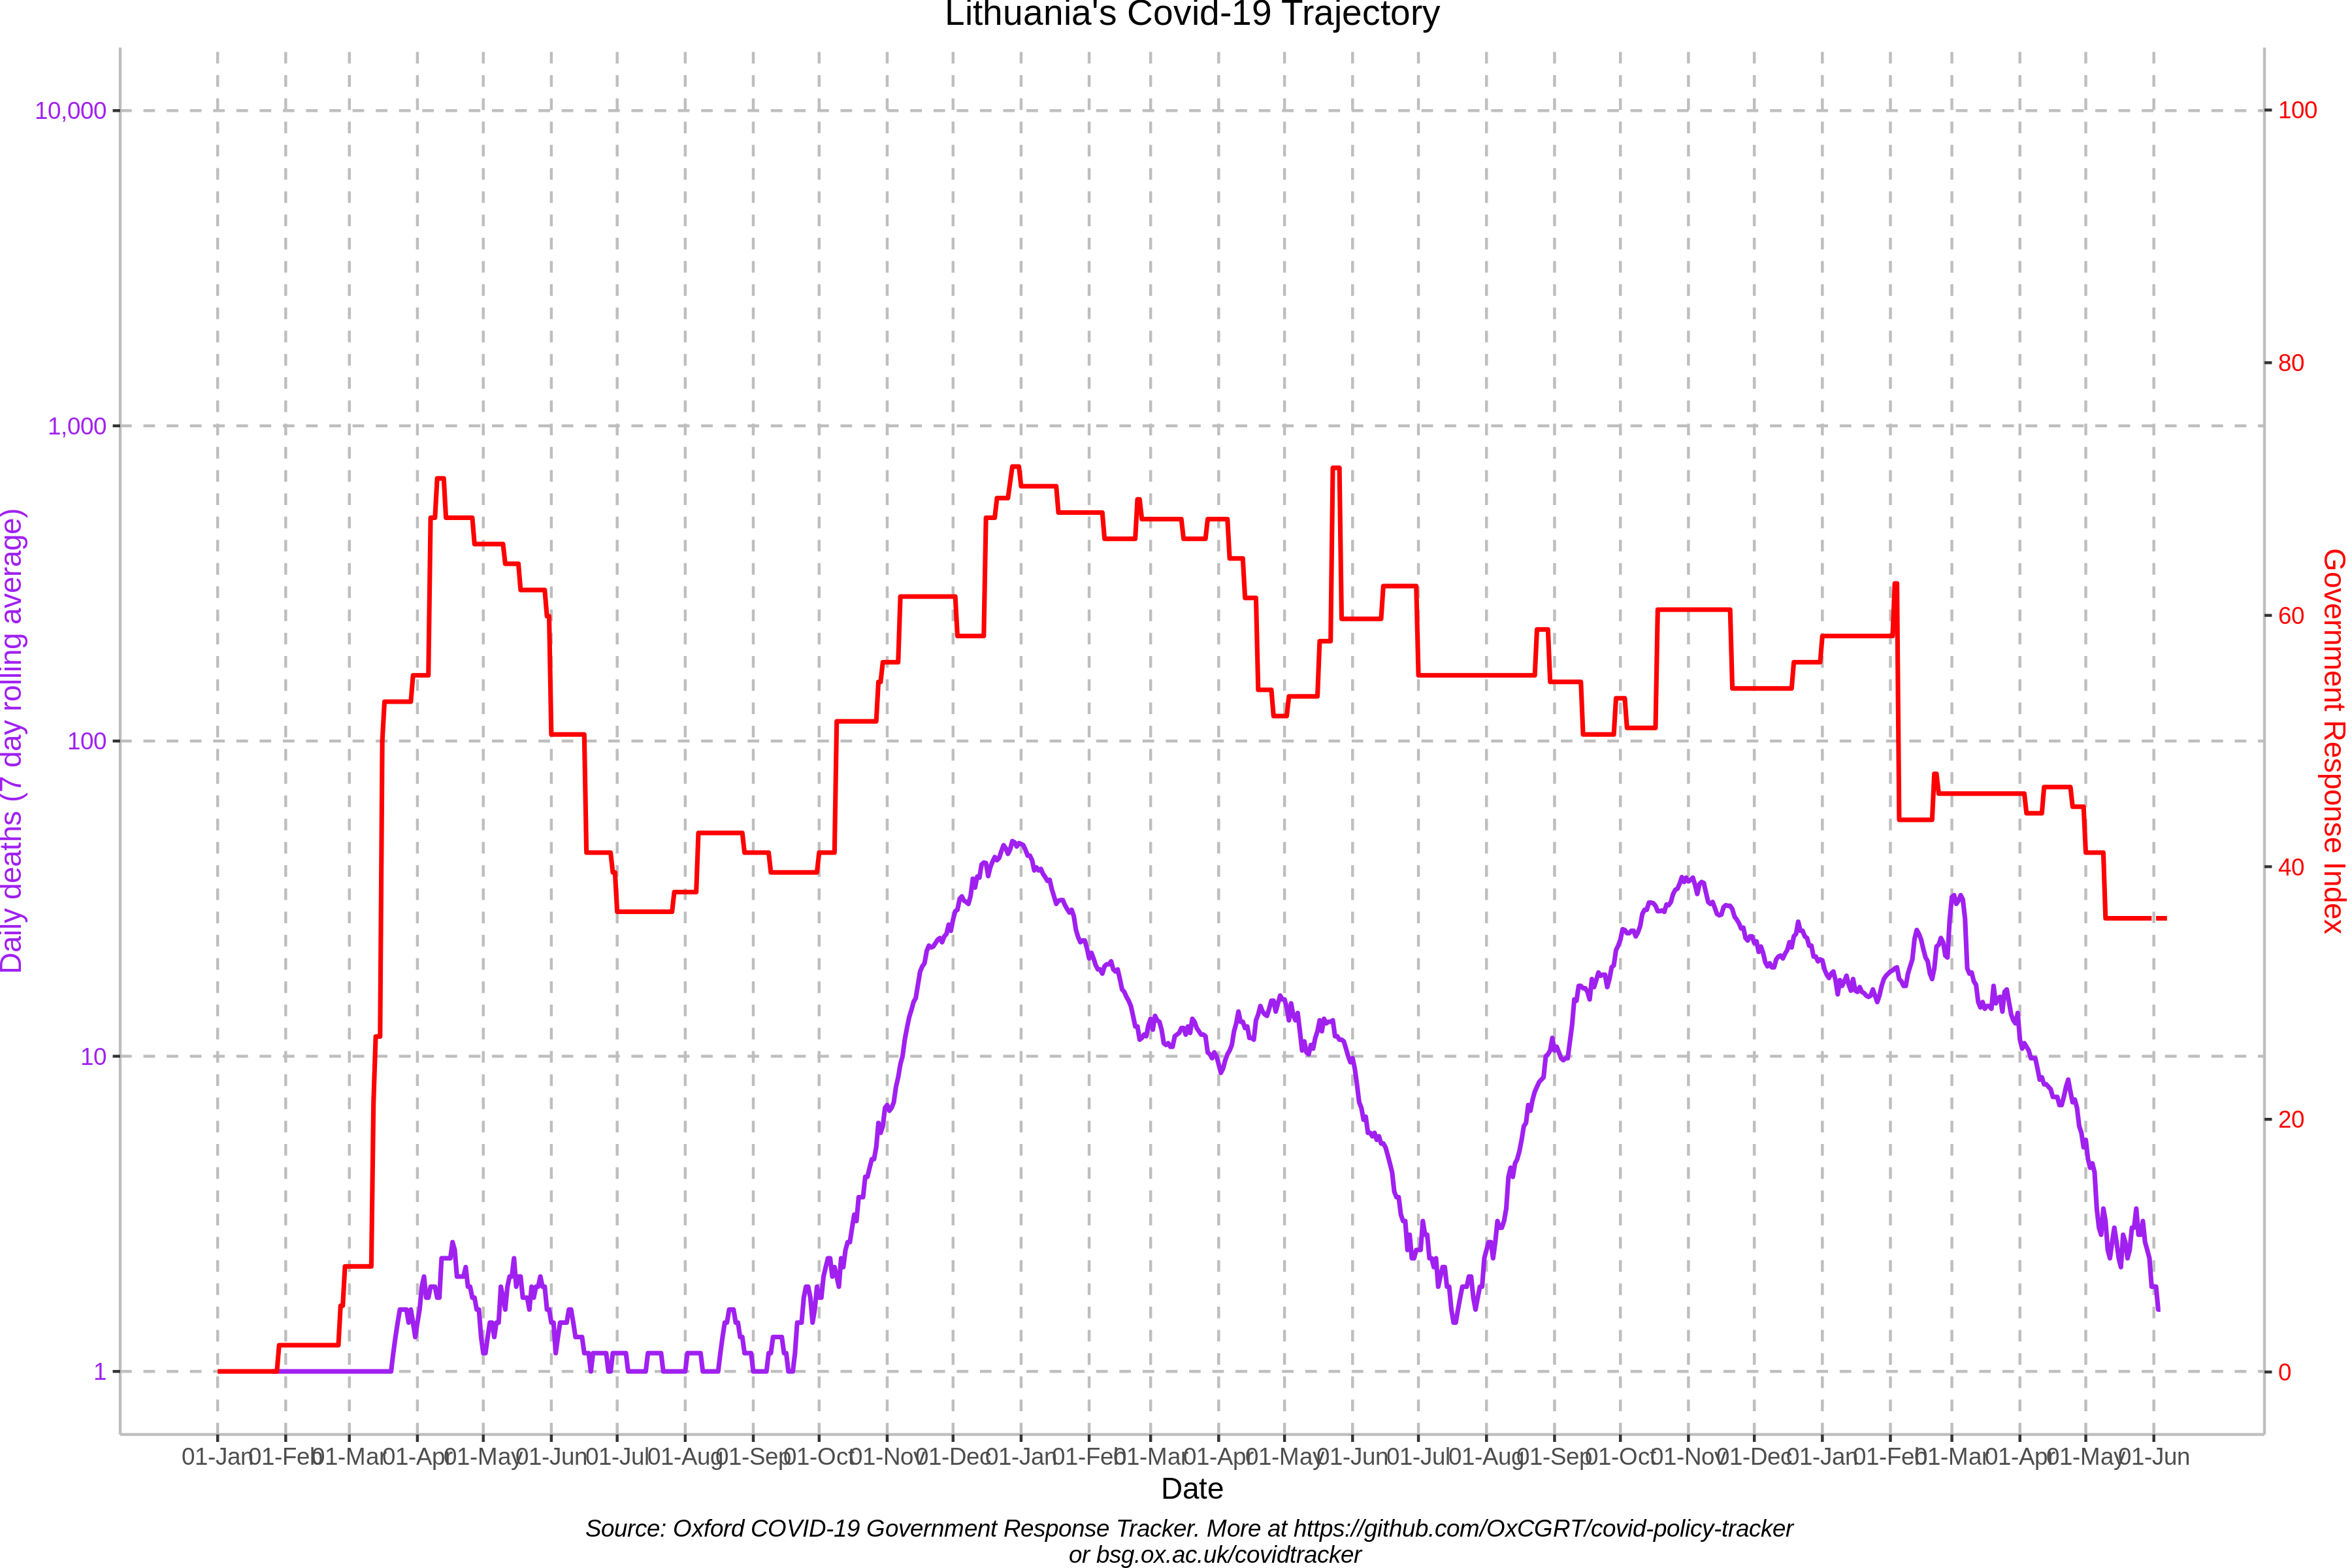 Lithuania's Covid-19 Trajectory
10,000
1,000
100
10
1
Daily deaths (7 day rolling average)
100
80
60
40
20
0
Government Response Index
01-Jan 01-Feb 01-Mar 01-Apr 01-May 01-Jun 01-Jul 01-Aug 01-Sep 01-Oct 01-Nov 01-Dec 01-Jan 01-Feb 01-Mar 01-Apr 01-May 01-Jun 01-Jul 01-Aug 01-Sep 01-Oct 01-Nov 01-Dec 01-Jan 01-Feb 01-Mar 01-Apr 01-May 01-Jun
Date
Source: Oxford COVID-19 Government Response Tracker. More at https://github.com/OxCGRT/covid-policy-tracker
or bsg.ox.ac.uk/covidtracker